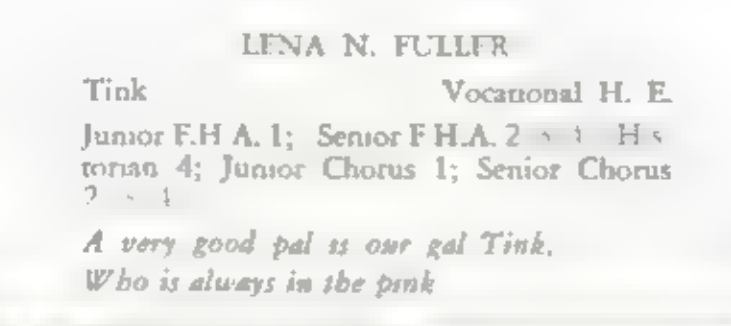 LENA N. FULLER
Tink Vocational H. E.
Junior F.H.A. 1; Senior F.H.A. 2
torian 4; Junior Chorus 1; Senior Chorus
A very good pal is our gal Tink,
Who is always in the pink